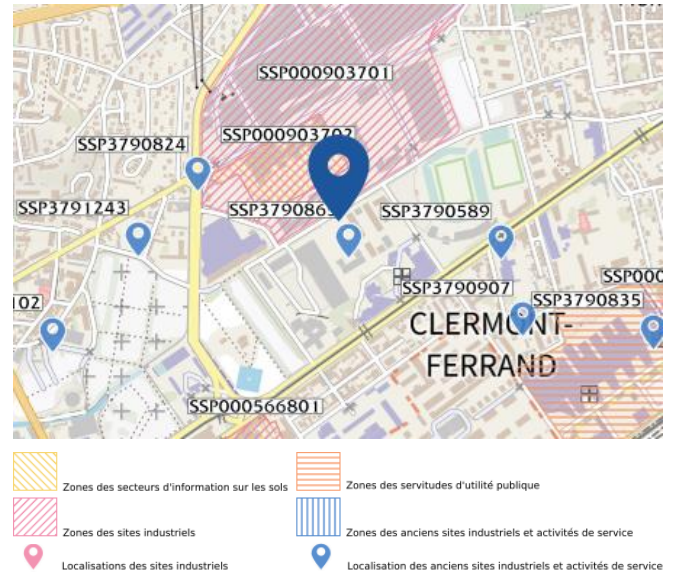 SSP000903701
SSP000903702
SSP3790824
SSP3791243
SSP3790589
SSP000
SSP3790907
SSP3790835
102
CLERMONT-
FERRAND
SSP000566801
Zones des secteurs d'information sur les sols
Zones des servitudes d'utilité publique
Zones des sites industriels
Zones des anciens sites industriels et activités de service
Localisations des sites industriels
Localisation des anciens sites industriels et activités de service